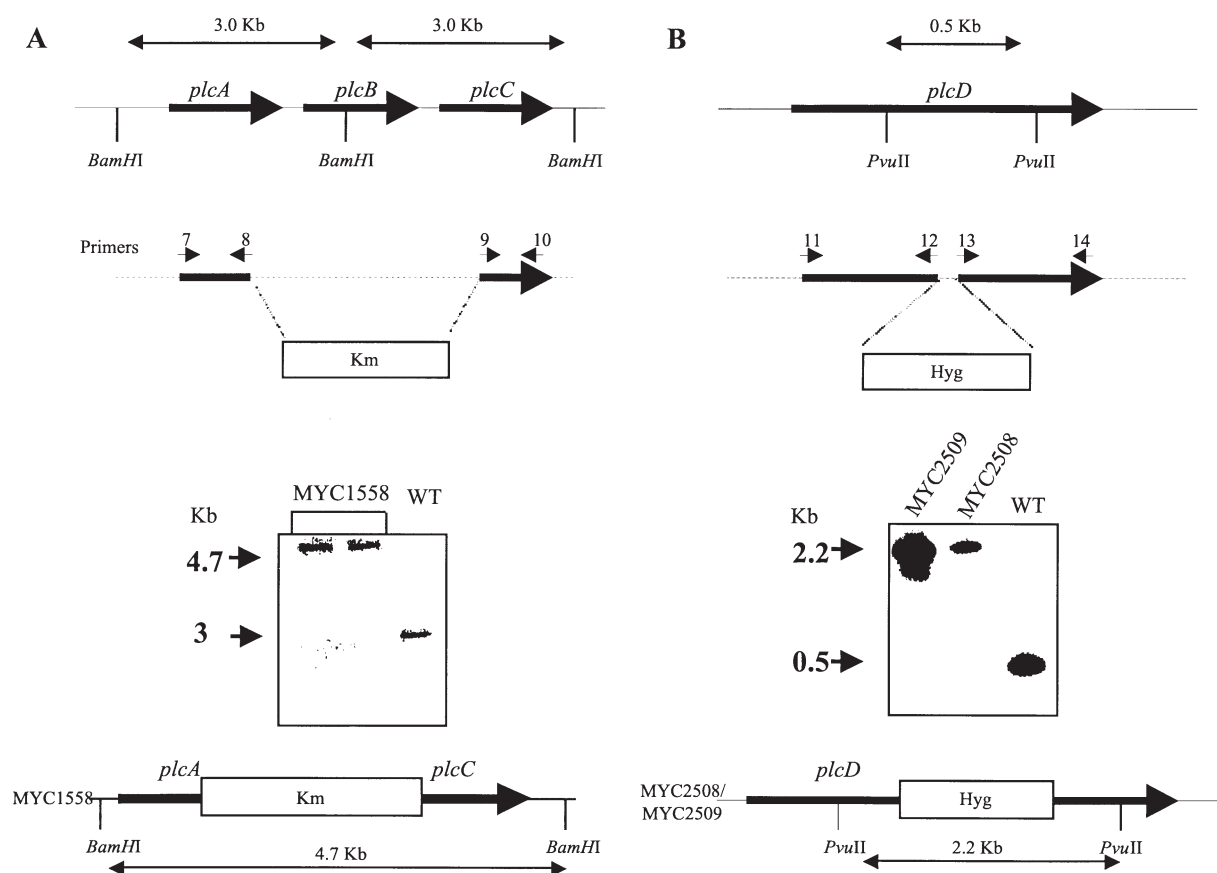 A
3.0 Kb
3.0 Kb
plcA
plcB
plcC
BamHI
BamHI
BamHI
Primers
7
8
9
10
Km
MYC1558
WT
Kb
4.7
3
plcA
plcC
MYC1558
Km
BamHI
BamHI
4.7 Kb
B
0.5 Kb
plcD
PvuII
PvuII
11
12
13
14
Hyg
MYC2509
MYC2508
WT
Kb
2.2
0.5
plcD
MYC2508/
MYC2509
Hyg
PvuII
PvuII
2.2 Kb